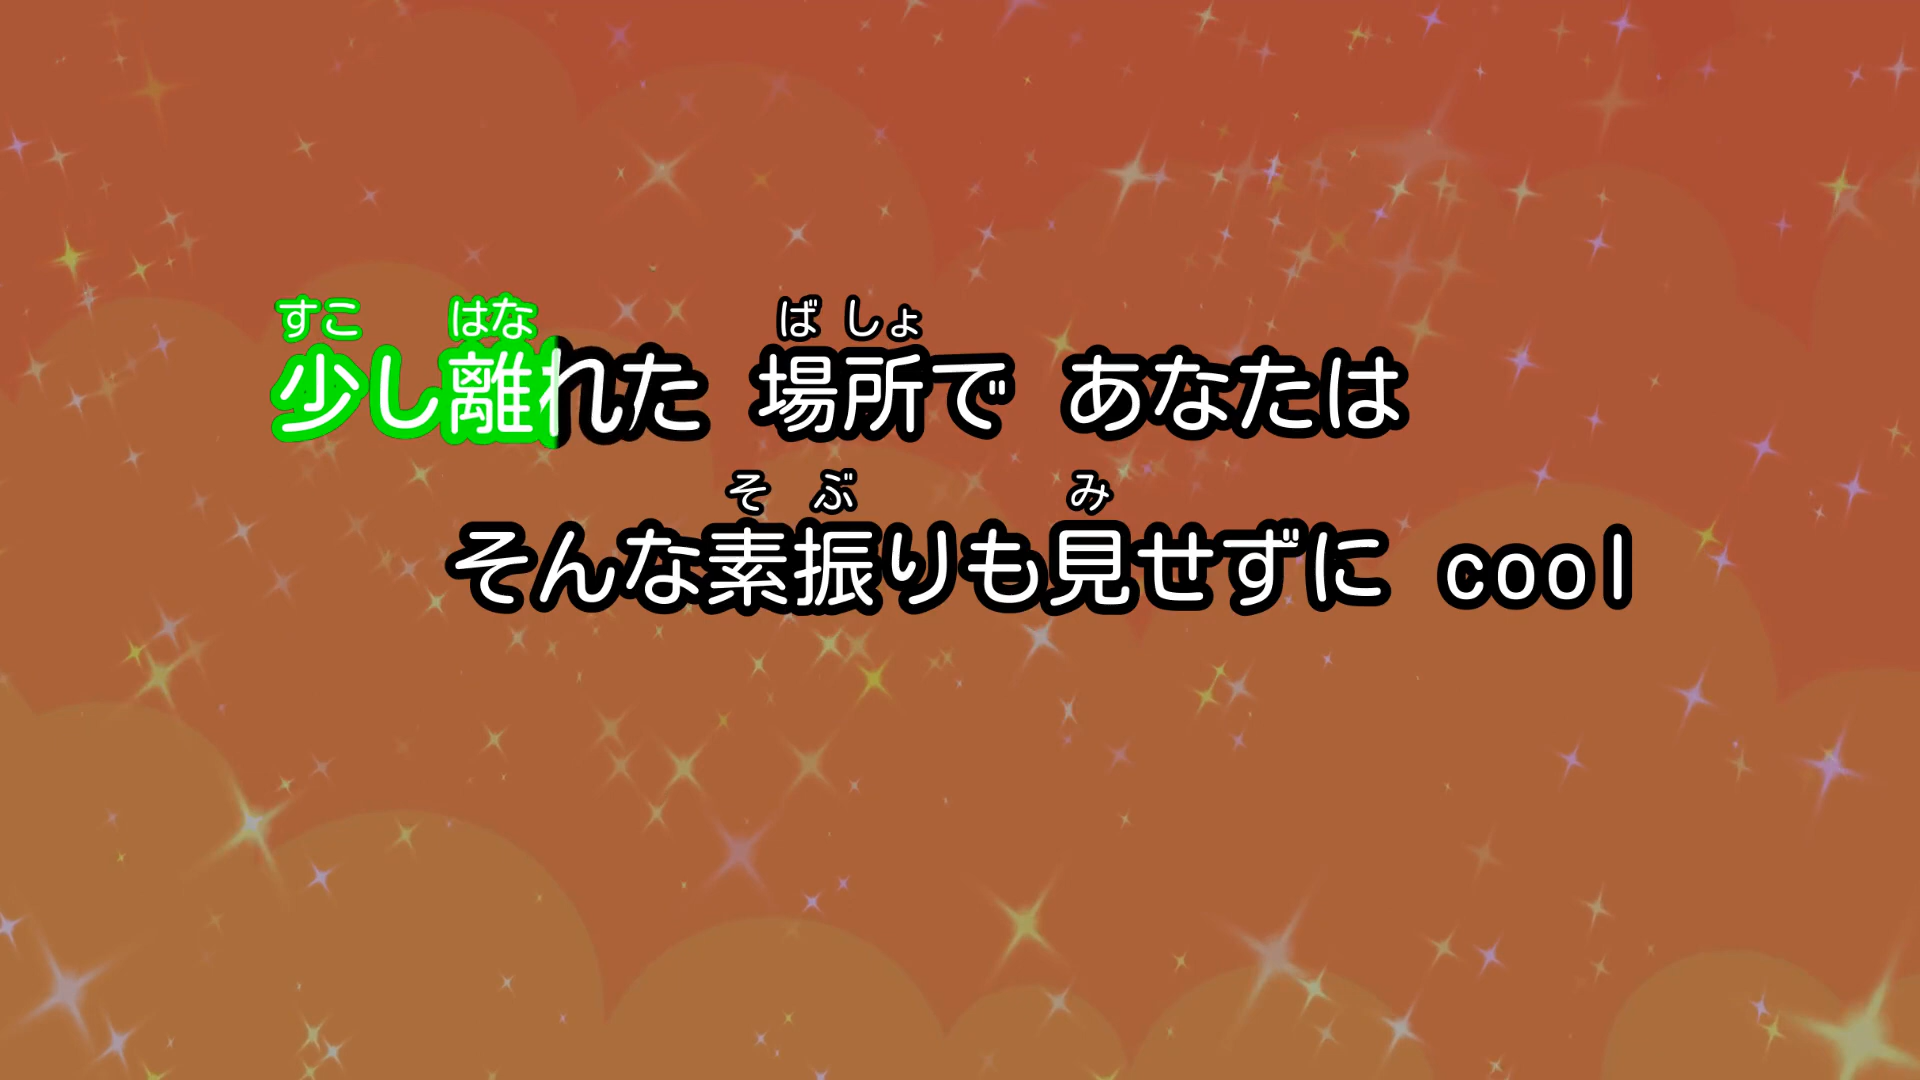 すこ はな ば しょ
少し離れた 場所で あなたは
そ ぶ み
そんな素振りも見せずに cool